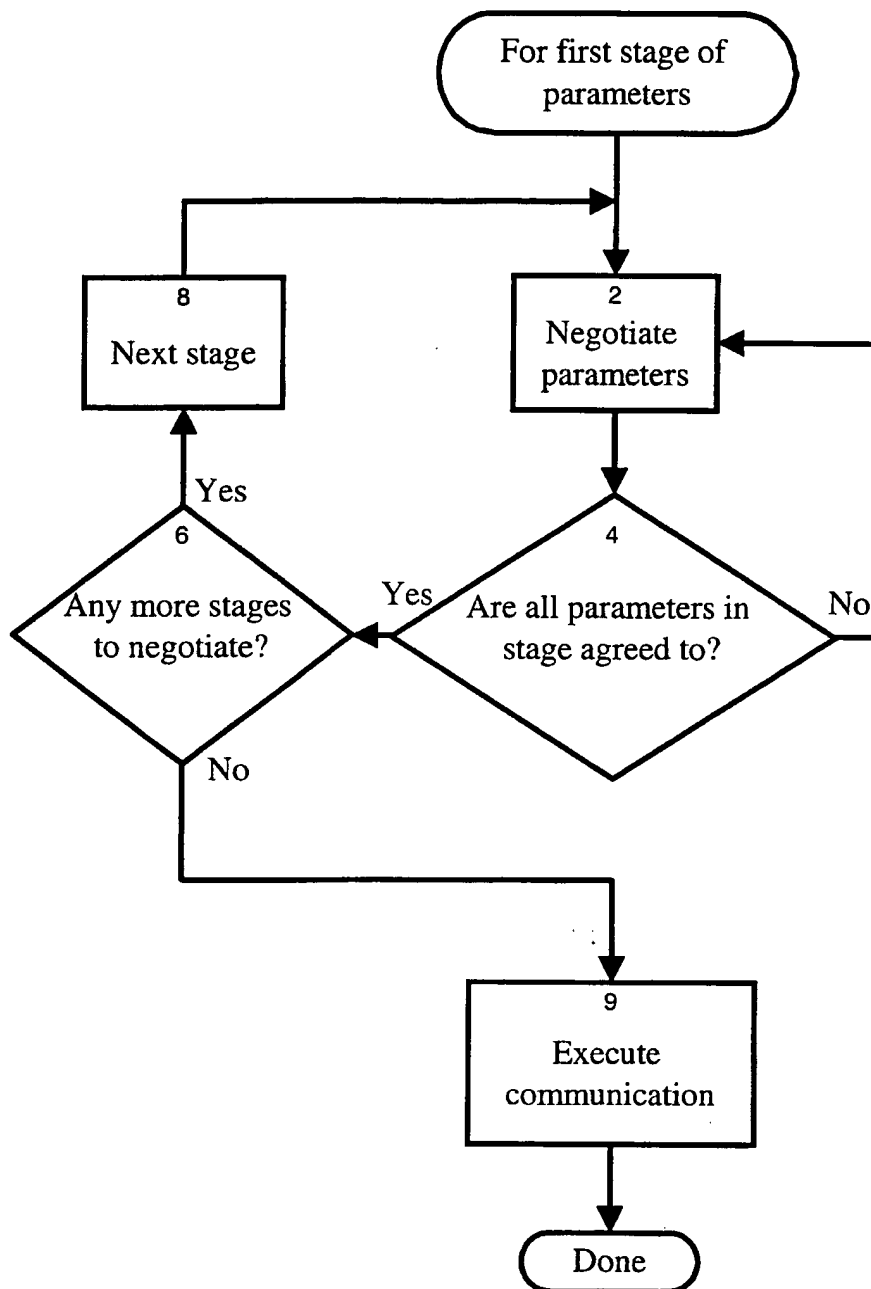 For first stage of
parameters
8
Next stage
2
Negotiate
parameters
Yes
6
Any more stages
to negotiate?
Yes
4
Are all parameters in
stage agreed to?
No
No
9
Execute
communication
Done